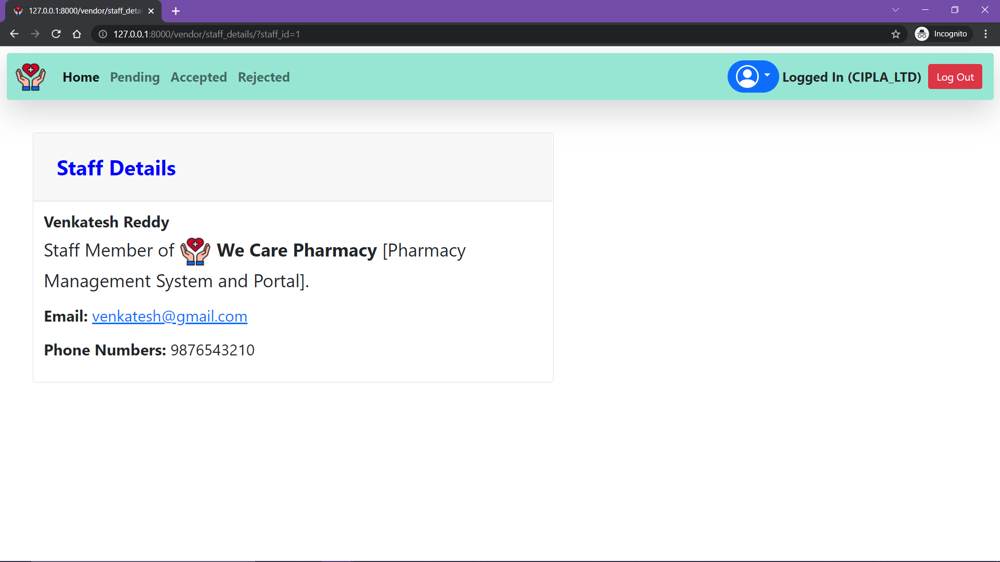 127.0.0.1:8000/vendor/staff_detai
127.0.0.1:8000/vendor/staff_details/?staff_id=1
Incognito
Home Pending Accepted Rejected
Logged In (CIPLA_LTD) Log Out
Staff Details
Venkatesh Reddy
Staff Member of We Care Pharmacy [Pharmacy
Management System and Portal].
Email: venkatesh@gmail.com
Phone Numbers: 9876543210